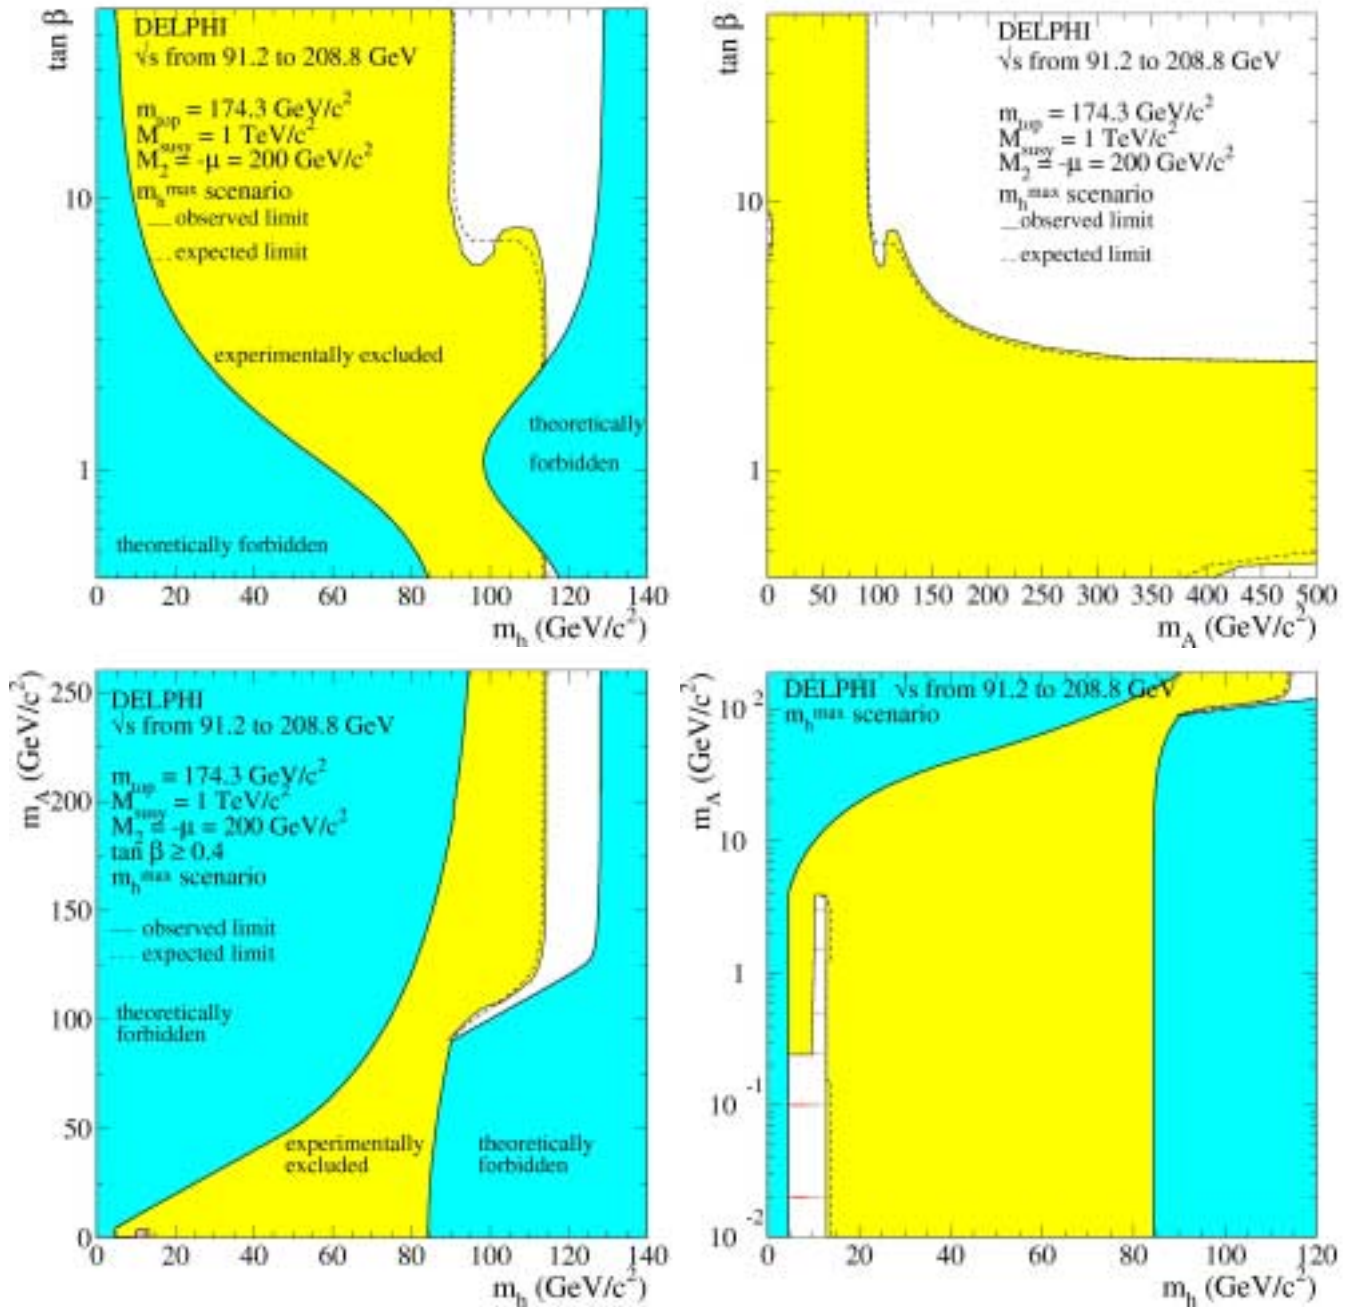 tan β
DELPHI
√s from 91.2 to 208.8 GeV
m_top = 174.3 GeV/c²
M_susy = 1 TeV/c²
M_2 = -μ = 200 GeV/c²
m_h^max scenario
observed limit
expected limit
experimentally excluded
theoretically
forbidden
theoretically forbidden
10
1
0 20 40 60 80 100 120 140
m_h (GeV/c²)
tan β
DELPHI
√s from 91.2 to 208.8 GeV
m_top = 174.3 GeV/c²
M_susy = 1 TeV/c²
M_2 = -μ = 200 GeV/c²
m_h^max scenario
observed limit
expected limit
10
1
0 50 100 150 200 250 300 350 400 450 500
m_A (GeV/c²)
m_A (GeV/c²)
250
200
150
100
50
0
DELPHI
√s from 91.2 to 208.8 GeV
m_top = 174.3 GeV/c²
M_susy = 1 TeV/c²
M_2 = -μ = 200 GeV/c²
tan β ≥ 0.4
m_h^max scenario
observed limit
expected limit
theoretically
forbidden
experimentally
excluded
theoretically
forbidden
0 20 40 60 80 100 120 140
m_h (GeV/c²)
m_A (GeV/c²)
DELPHI √s from 91.2 to 208.8 GeV
m_h^max scenario
10²
10
1
10⁻¹
10⁻²
10⁻²
0 20 40 60 80 100 120
m_h (GeV/c²)